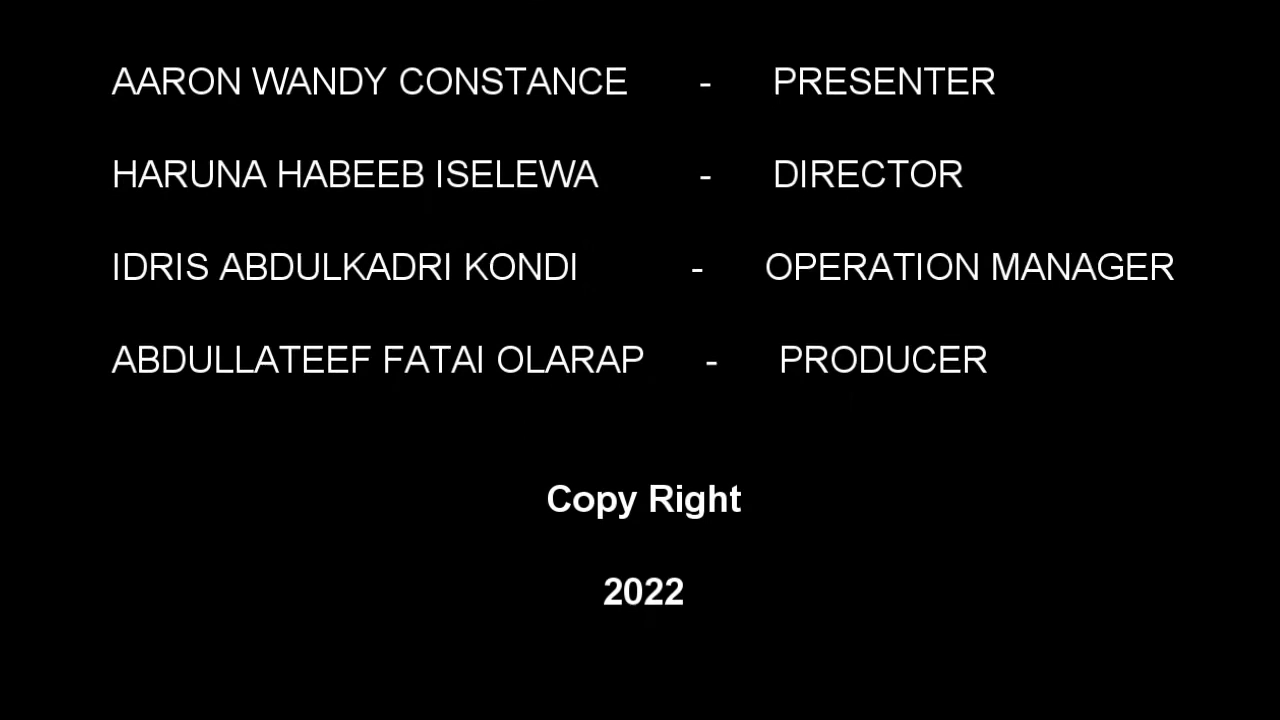 AARON WANDY CONSTANCE - PRESENTER
HARUNA HABEEB ISELEWA - DIRECTOR
IDRIS ABDULKADRI KONDI - OPERATION MANAGER
ABDULLATEEF FATAI OLARAP - PRODUCER
Copy Right
2022